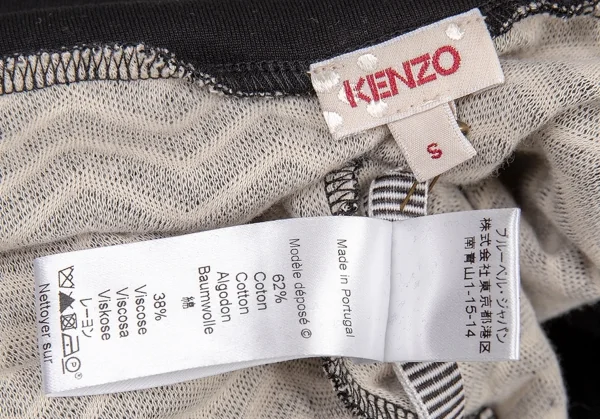 KENZO
S
ブルーベル・ジャパン
株式会社東京都港区
南青山1-15-14
Made in Portugal
Modèle déposé ©
62%
Coton
Cotton
Algodon
Baumwolle
綿
38%
Viscose
Viscosa
Viskose
レーヨン
Nettoyer sur